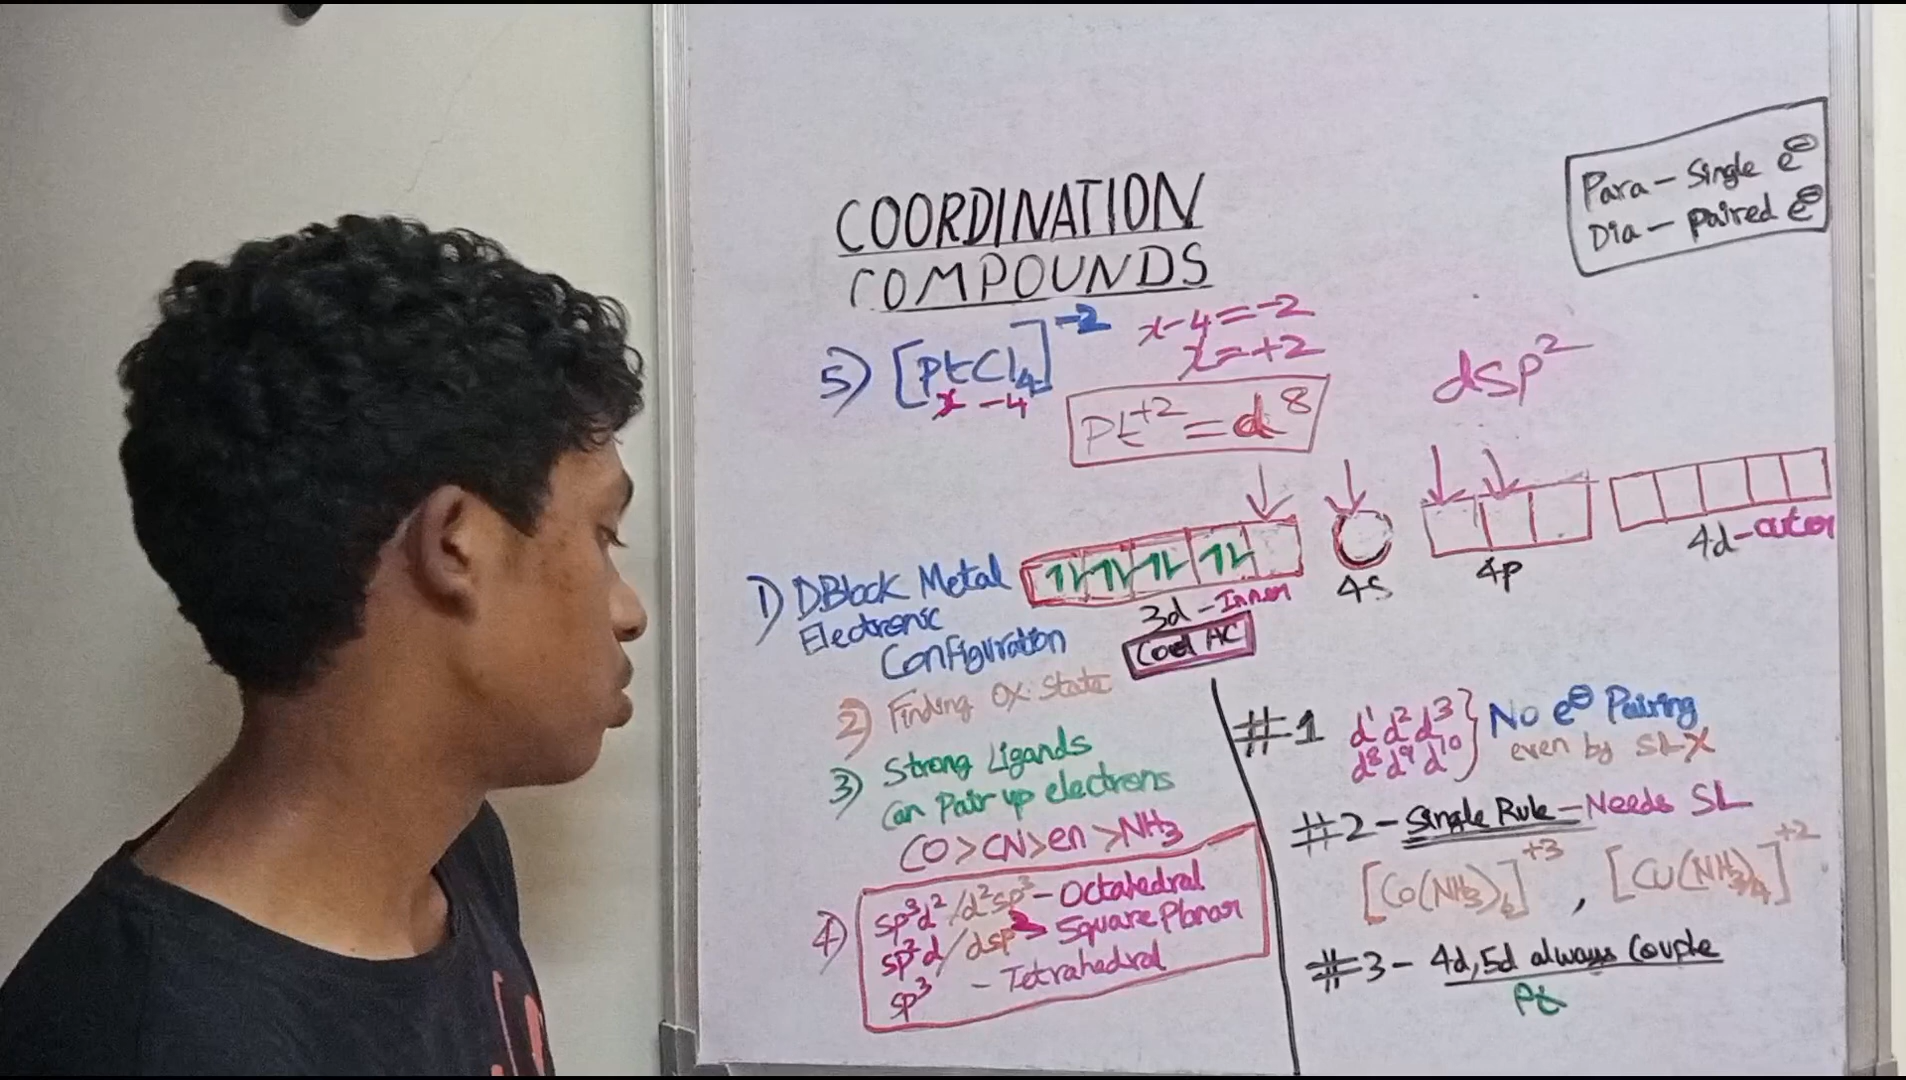 COORDINATION
COMPOUNDS
Para - Single e⊖
Dia - paired e⊖
5) [PtCl4]-2
x -4
x-4=-2
x=+2
Pt+2 = d8
dsp2
1) D Block Metal
Electronic
Configuration
3d - Inner
4s
4p
4d - outer
2) Finding Ox. State
3) Strong Ligands
Can Pair up electrons
CO > CN > en > NH3
4) sp3d2/d2sp3 - Octahedral
sp2d/dsp2 Square Planar
sp3 - Tetrahedral
#1 d1 d2 d3
d8 d9 d10
} No e⊖ Pairing
even by SL X
#2 - Single Rule - Needs SL
[Co(NH3)6]+3 , [Cu(NH3)4]+2
#3 - 4d, 5d always Couple
Pt